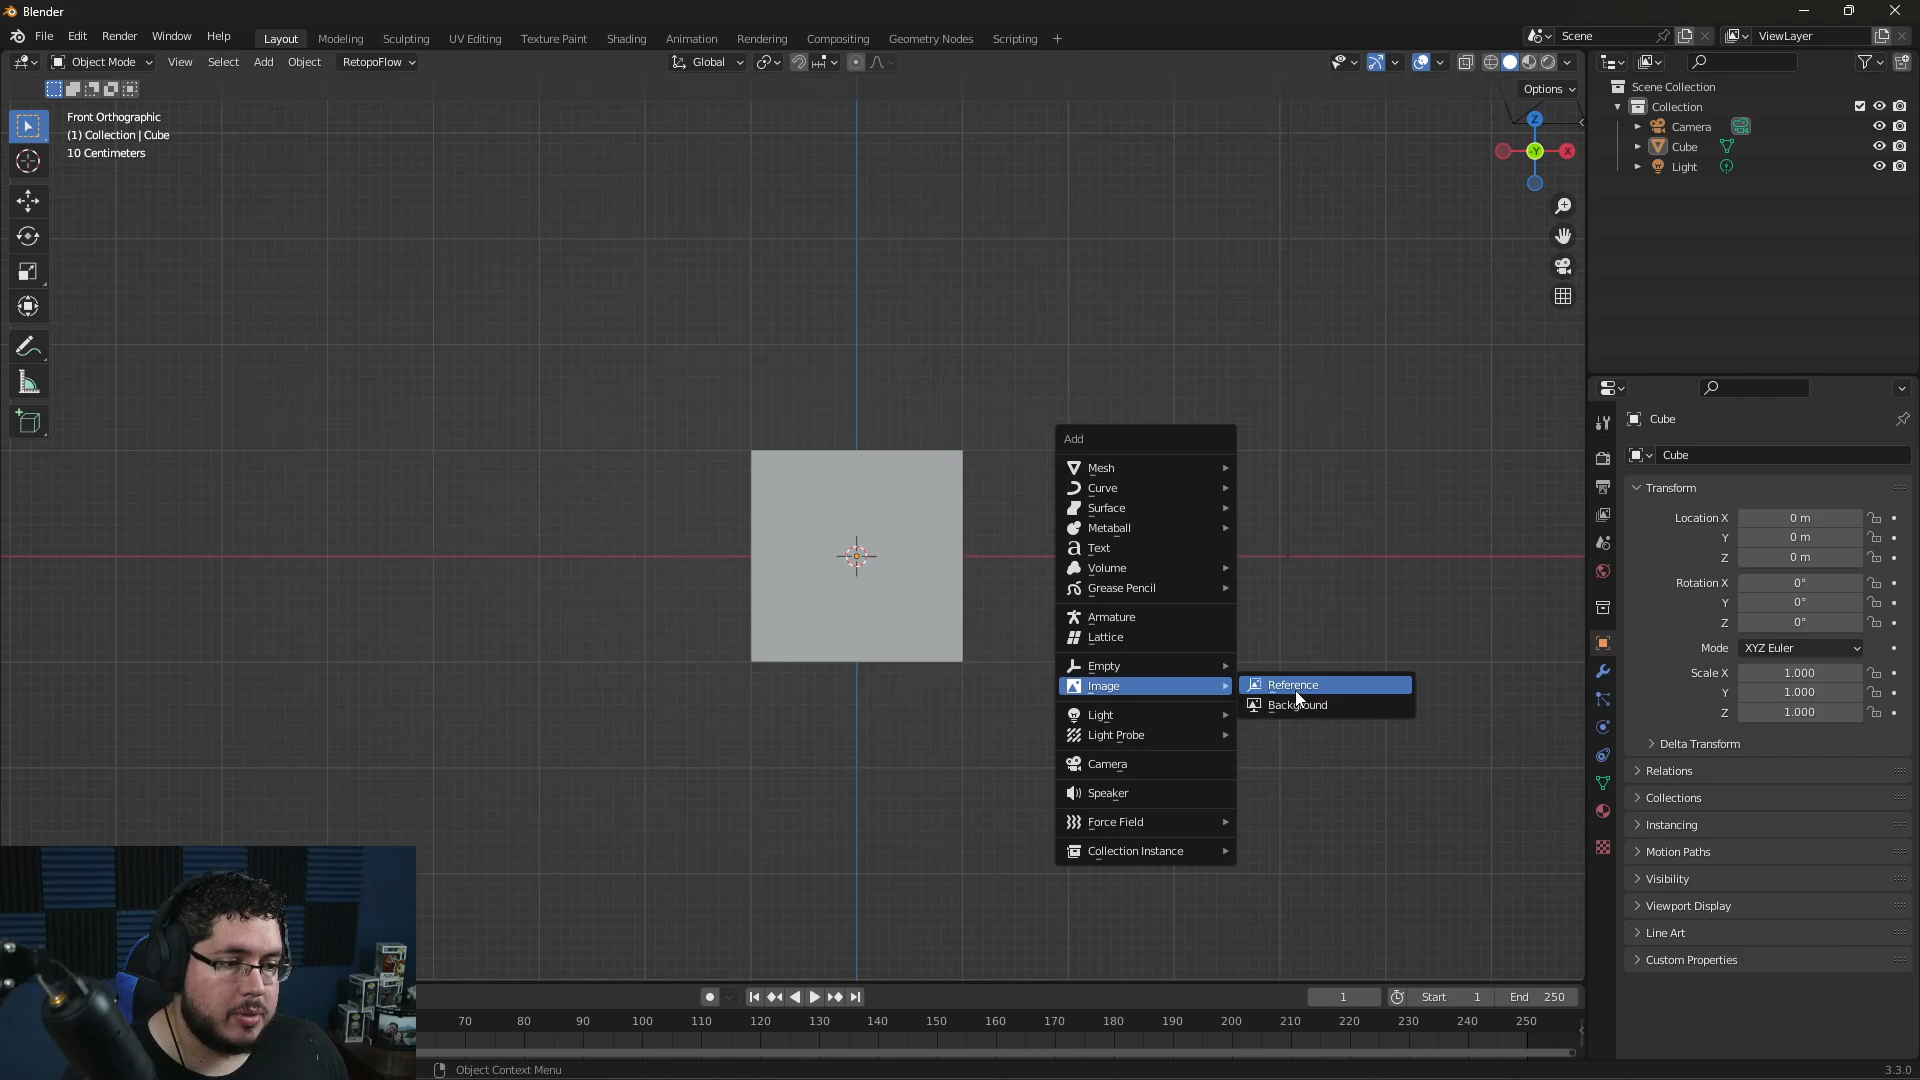 Blender
File Edit Render Window Help
Layout Modeling Sculpting UV Editing Texture Paint Shading Animation Rendering Compositing Geometry Nodes Scripting +
Scene
ViewLayer
Object Mode View Select Add Object RetopoFlow
Global
Options
Front Orthographic
(1) Collection | Cube
10 Centimeters
Z
-Y
X
Add
Mesh
Curve
Surface
Metaball
Text
Volume
Grease Pencil
Armature
Lattice
Empty
Image
Light
Light Probe
Camera
Speaker
Force Field
Collection Instance
Reference
Background
Scene Collection
Collection
Camera
Cube
Light
Cube
Cube
Transform
Location X 0 m
Y 0 m
Z 0 m
Rotation X 0°
Y 0°
Z 0°
Mode XYZ Euler
Scale X 1.000
Y 1.000
Z 1.000
Delta Transform
Relations
Collections
Instancing
Motion Paths
Visibility
Viewport Display
Line Art
Custom Properties
1 Start 1 End 250
70 80 90 100 110 120 130 140 150 160 170 180 190 200 210 220 230 240 250
Object Context Menu
3.3.0